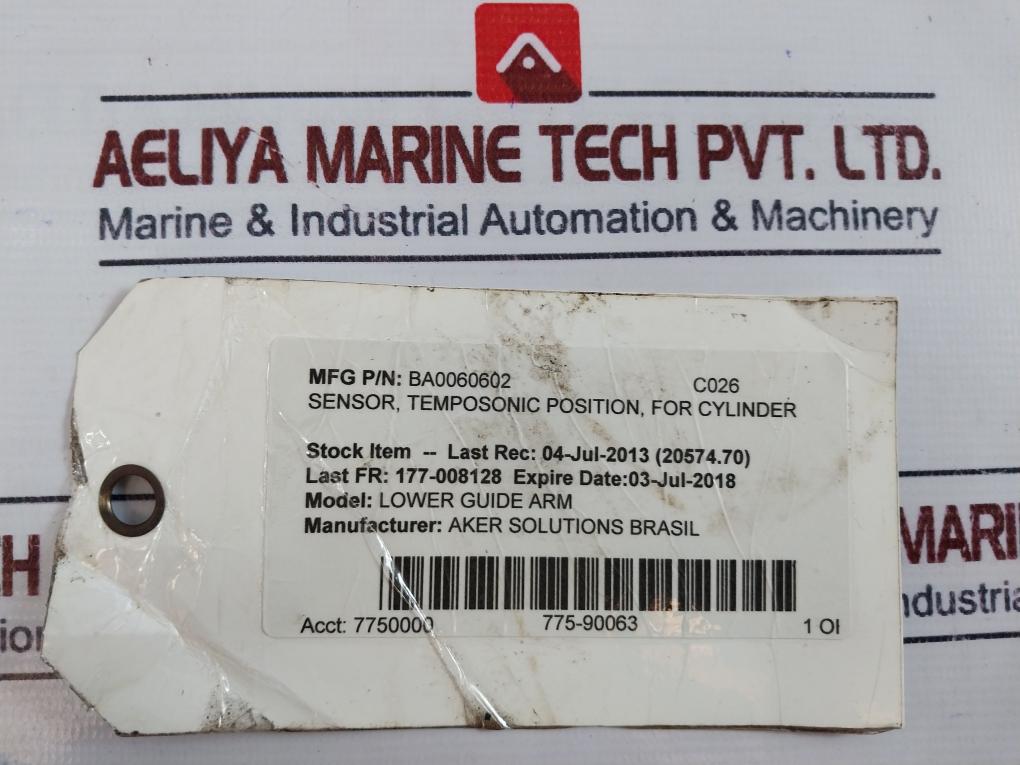 AELIYA MARINE TECH PVT. LTD.
Marine & Industrial Automation & Machinery
MFG P/N: BA0060602 C026
SENSOR, TEMPOSONIC POSITION, FOR CYLINDER
Stock Item -- Last Rec: 04-Jul-2013 (20574.70)
Last FR: 177-008128 Expire Date:03-Jul-2018
Model: LOWER GUIDE ARM
Manufacturer: AKER SOLUTIONS BRASIL
Acct: 7750000 775-90063 1 OI